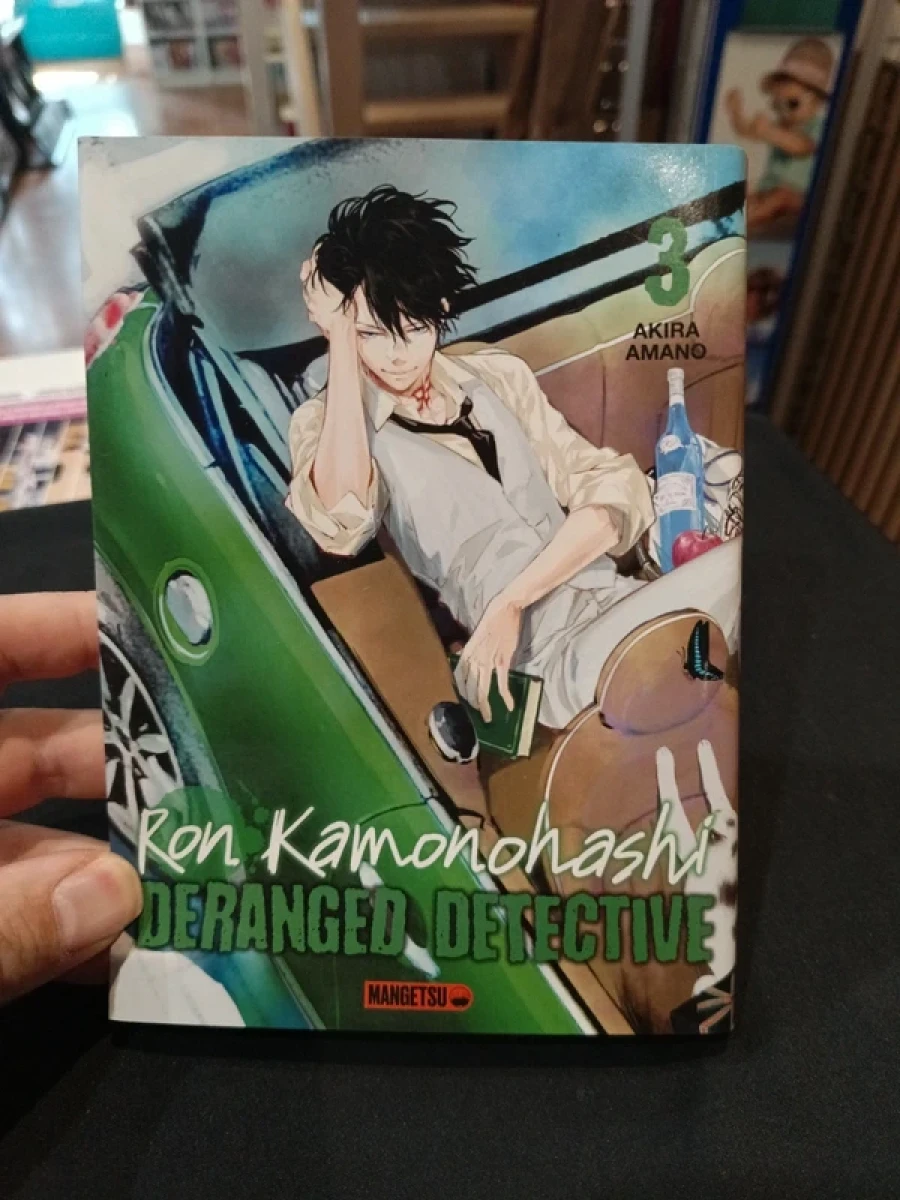 3
AKIRA
AMANO
Ron Kamonohashi
DERANGED DETECTIVE
MANGETSU